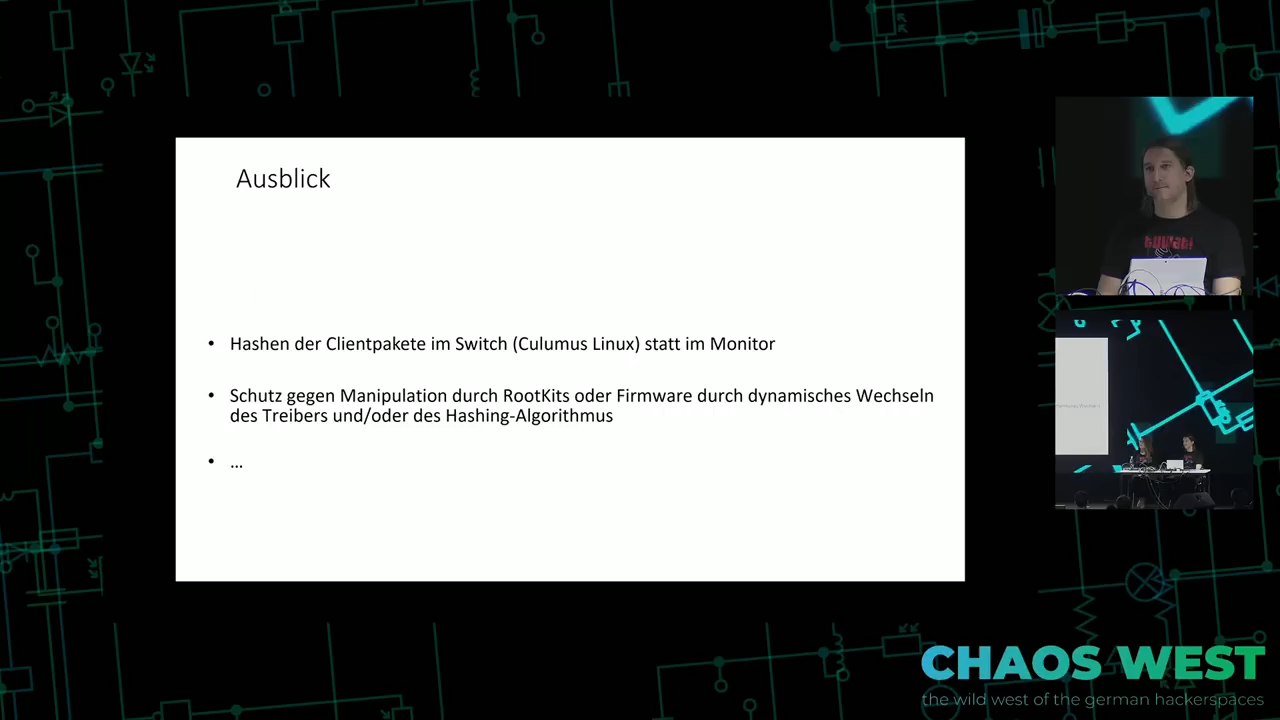 Ausblick
• Hashen der Clientpakete im Switch (Culumus Linux) statt im Monitor
• Schutz gegen Manipulation durch RootKits oder Firmware durch dynamisches Wechseln
des Treibers und/oder des Hashing-Algorithmus
• ...
tuwat!
CHAOS WEST
the wild west of the german hackerspaces